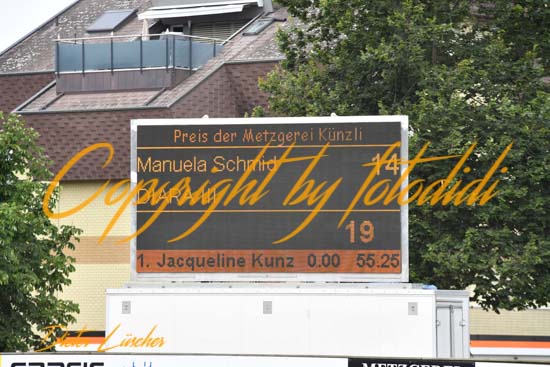 Preis der Metzgerei Künzli
Manuela Schmid 14
19
1. Jacqueline Kunz 0.00 55.25
Copyright by fotodidi
Dieter Lüscher
METZGEREI